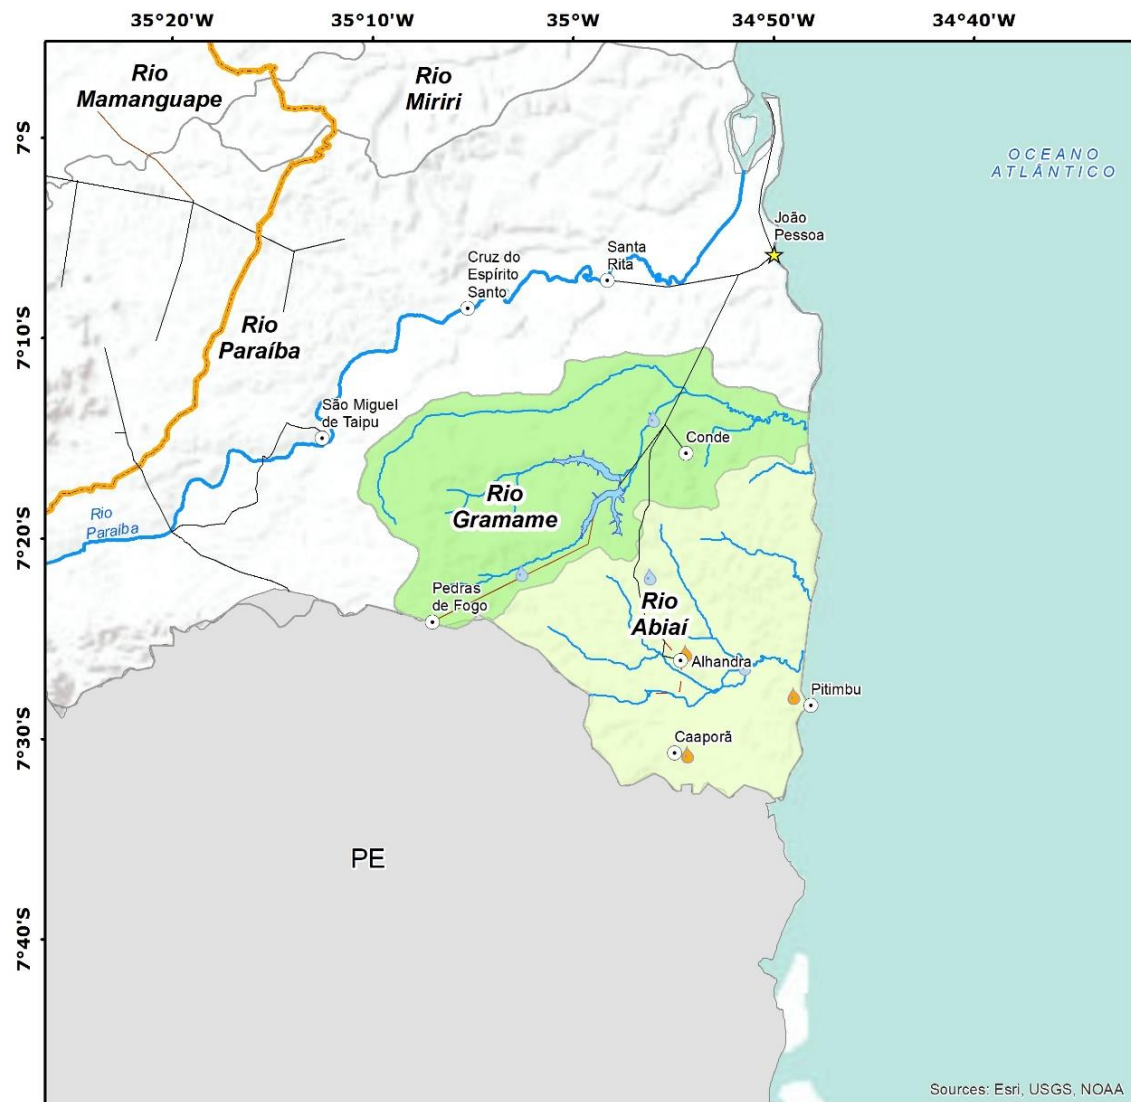 35°20'W
35°10'W
35°0'W
34°50'W
34°40'W
7°S
7°10'S
7°20'S
7°30'S
7°40'S
Rio
Mamanguape
Rio
Miriri
OCEANO
ATLÂNTICO
João
Pessoa
Santa
Rita
Cruz do
Espírito
Santo
Rio
Paraíba
São Miguel
de Taipu
Conde
Rio
Gramame
Rio
Paraiba
Pedras
de Fogo
Rio
Abiaí
Alhandra
Pitimbu
Caaporã
PE
Sources: Esri, USGS, NOAA